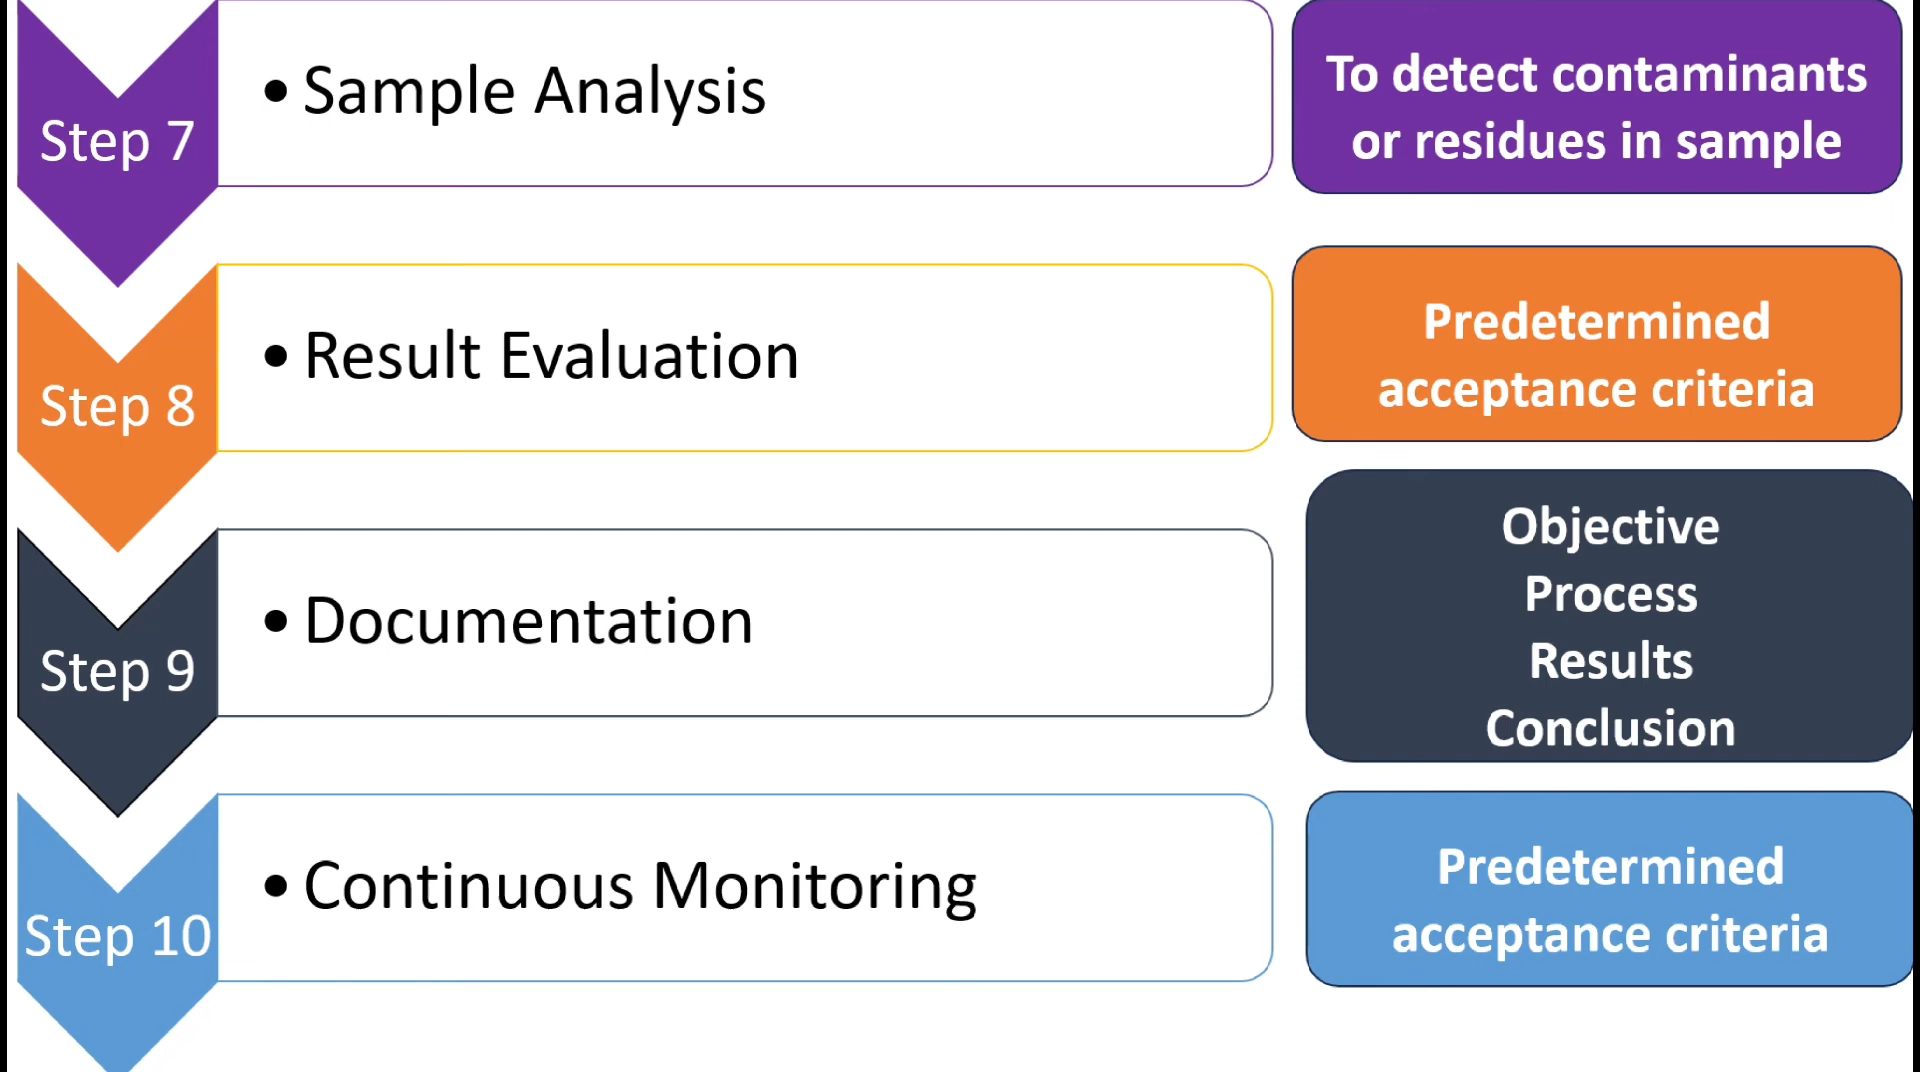 Step 7
• Sample Analysis
To detect contaminants
or residues in sample
Step 8
• Result Evaluation
Predetermined
acceptance criteria
Step 9
• Documentation
Objective
Process
Results
Conclusion
Step 10
• Continuous Monitoring
Predetermined
acceptance criteria